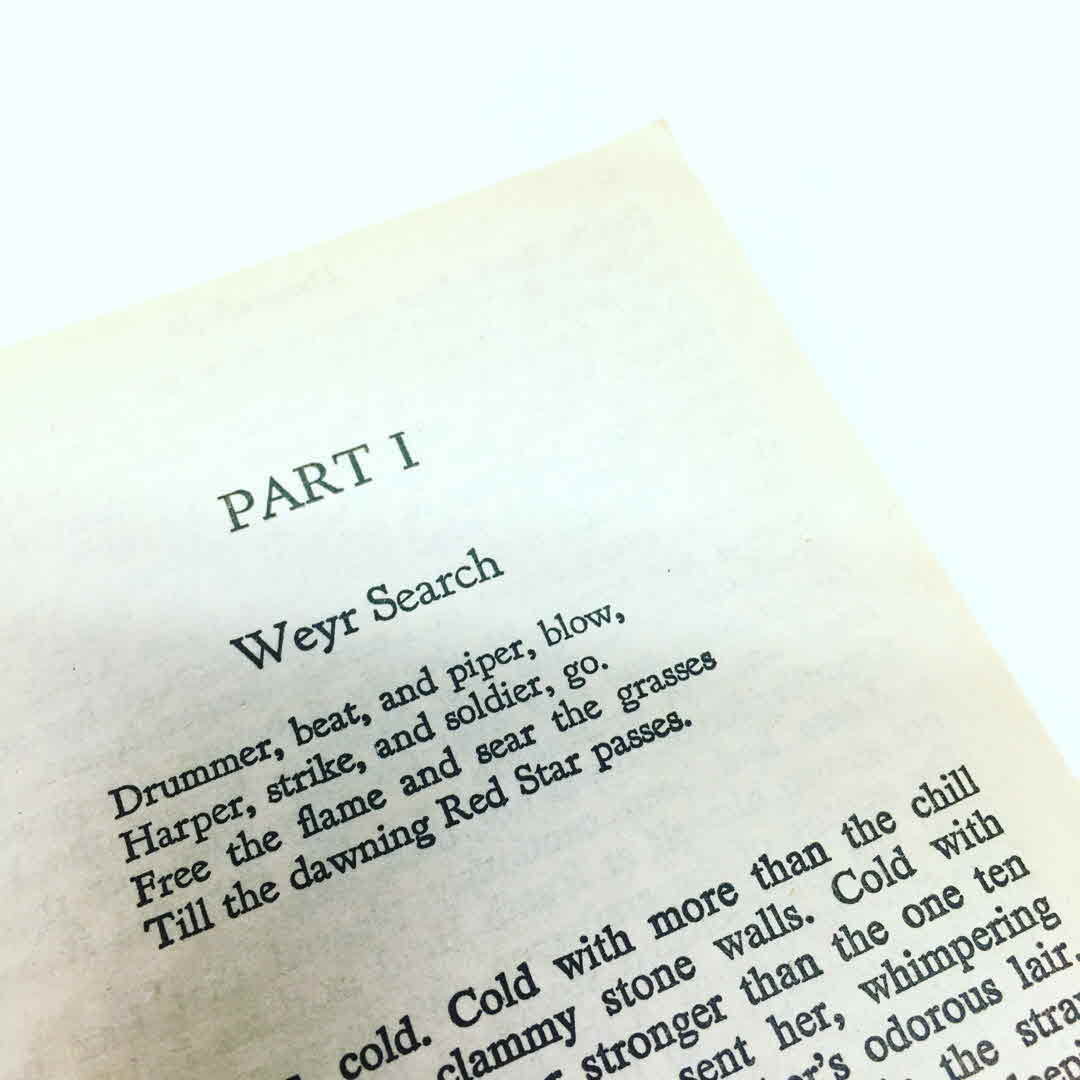 PART I
Weyr Search
Drummer, beat, and piper, blow,
Harper, strike, and soldier, go.
Free the flame and sear the grasses
Till the dawning Red Star passes.
cold. Cold with more than the chill
clammy stone walls. Cold with
stronger than the one ten
sent her, whimpering
odorous lair.
the